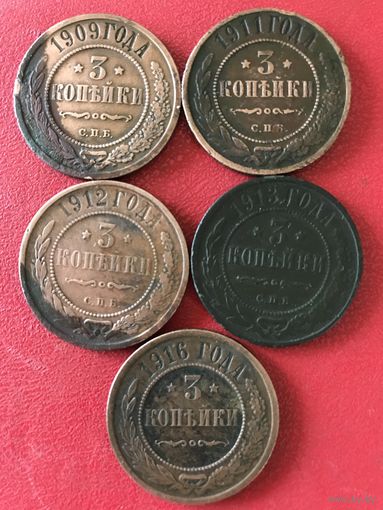 1909 ГОДА
3
КОПѢЙКИ
С.П.Б.
1911 ГОДА
3
КОПѢЙКИ
С.П.Б.
1912 ГОДА
3
КОПѢЙКИ
С.П.Б.
1913 ГОДА
3
КОПѢЙКИ
С.П.Б.
1916 ГОДА
3
КОПѢЙКИ